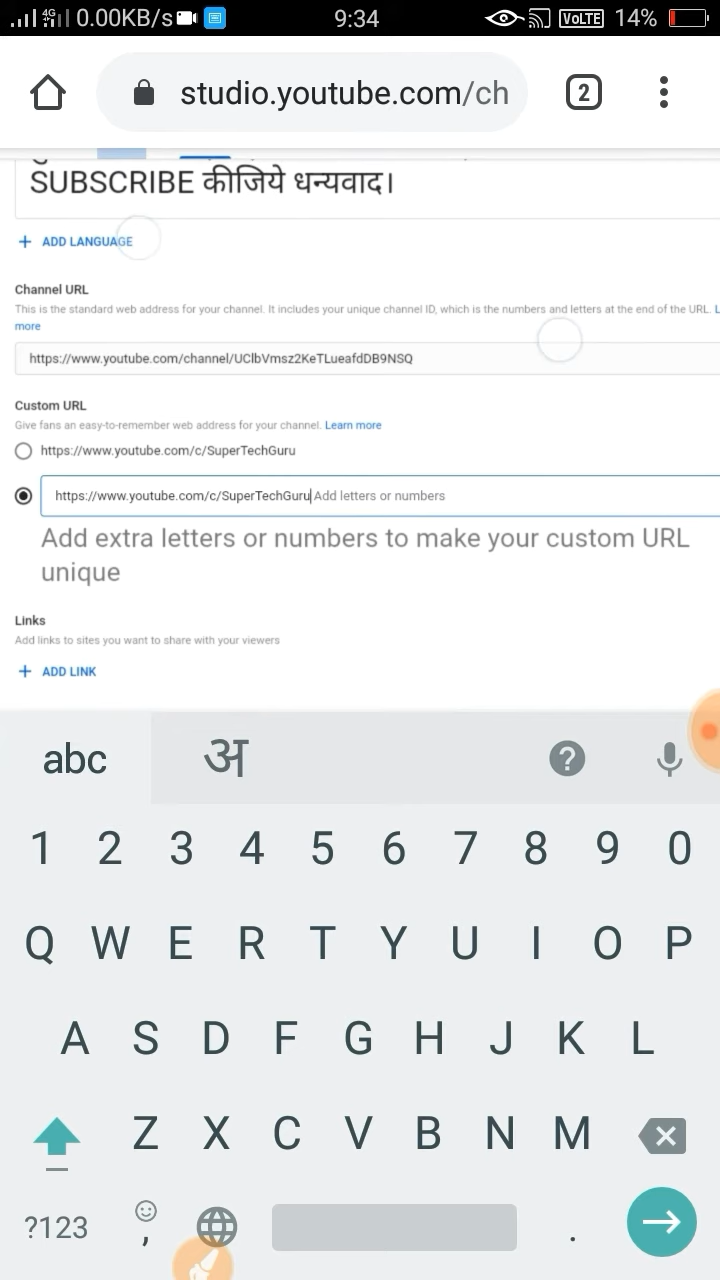 4G 0.00KB/s 9:34 VoLTE 14%
studio.youtube.com/ch 2
SUBSCRIBE कीजिये धन्यवाद।
+ ADD LANGUAGE
Channel URL
This is the standard web address for your channel. It includes your unique channel ID, which is the numbers and letters at the end of the URL. L
more
https://www.youtube.com/channel/UClbVmsz2KeTLueafdDB9NSQ
Custom URL
Give fans an easy-to-remember web address for your channel. Learn more
https://www.youtube.com/c/SuperTechGuru
https://www.youtube.com/c/SuperTechGuru Add letters or numbers
Add extra letters or numbers to make your custom URL
unique
Links
Add links to sites you want to share with your viewers
+ ADD LINK
abc अ ?
1 2 3 4 5 6 7 8 9 0
Q W E R T Y U I O P
A S D F G H J K L
Z X C V B N M
?123 , .